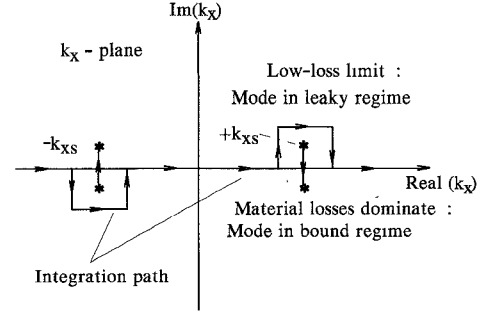 Im(kx)
kx - plane
Low-loss limit :
Mode in leaky regime
-kxs
+kxs
Real (kx)
Material losses dominate :
Mode in bound regime
Integration path